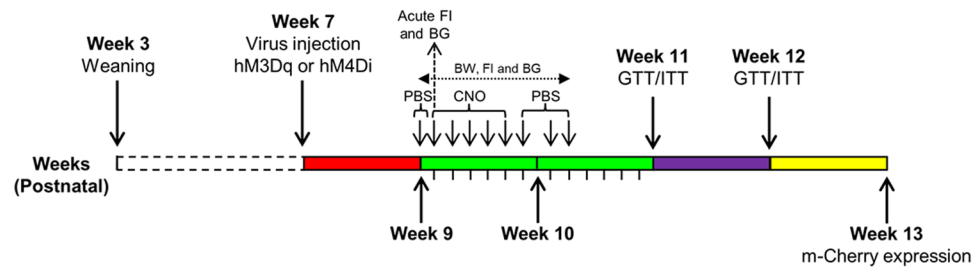 Acute FI
and BG
Week 3
Weaning
Week 7
Virus injection
hM3Dq or hM4Di
BW, FI and BG
PBS
CNO
PBS
Week 11
GTT/ITT
Week 12
GTT/ITT
Weeks
(Postnatal)
Week 9
Week 10
Week 13
m-Cherry expression